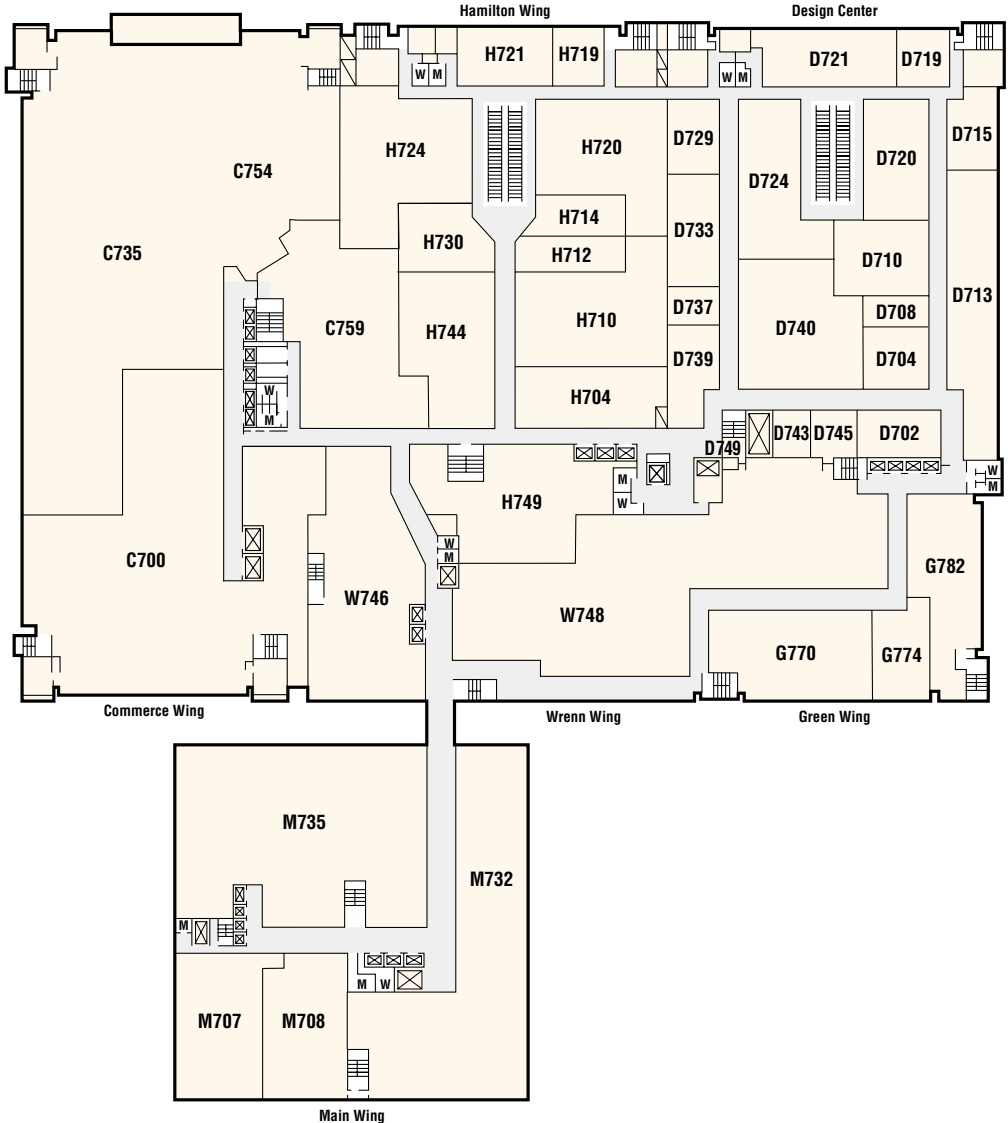 Hamilton Wing
Design Center
H721
H719
D721
D719
W M
W M
D715
H724
H720
D729
D720
C754
D724
H714
H730
H712
D733
D710
C735
D713
D737
D708
C759
H744
H710
D740
D739
D704
W
M
H704
D743
D745
D702
D749
M
W
W
M
H749
W
M
C700
G782
W746
W748
G770
G774
Commerce Wing
Wrenn Wing
Green Wing
M735
M732
M
M
W
M707
M708
Main Wing